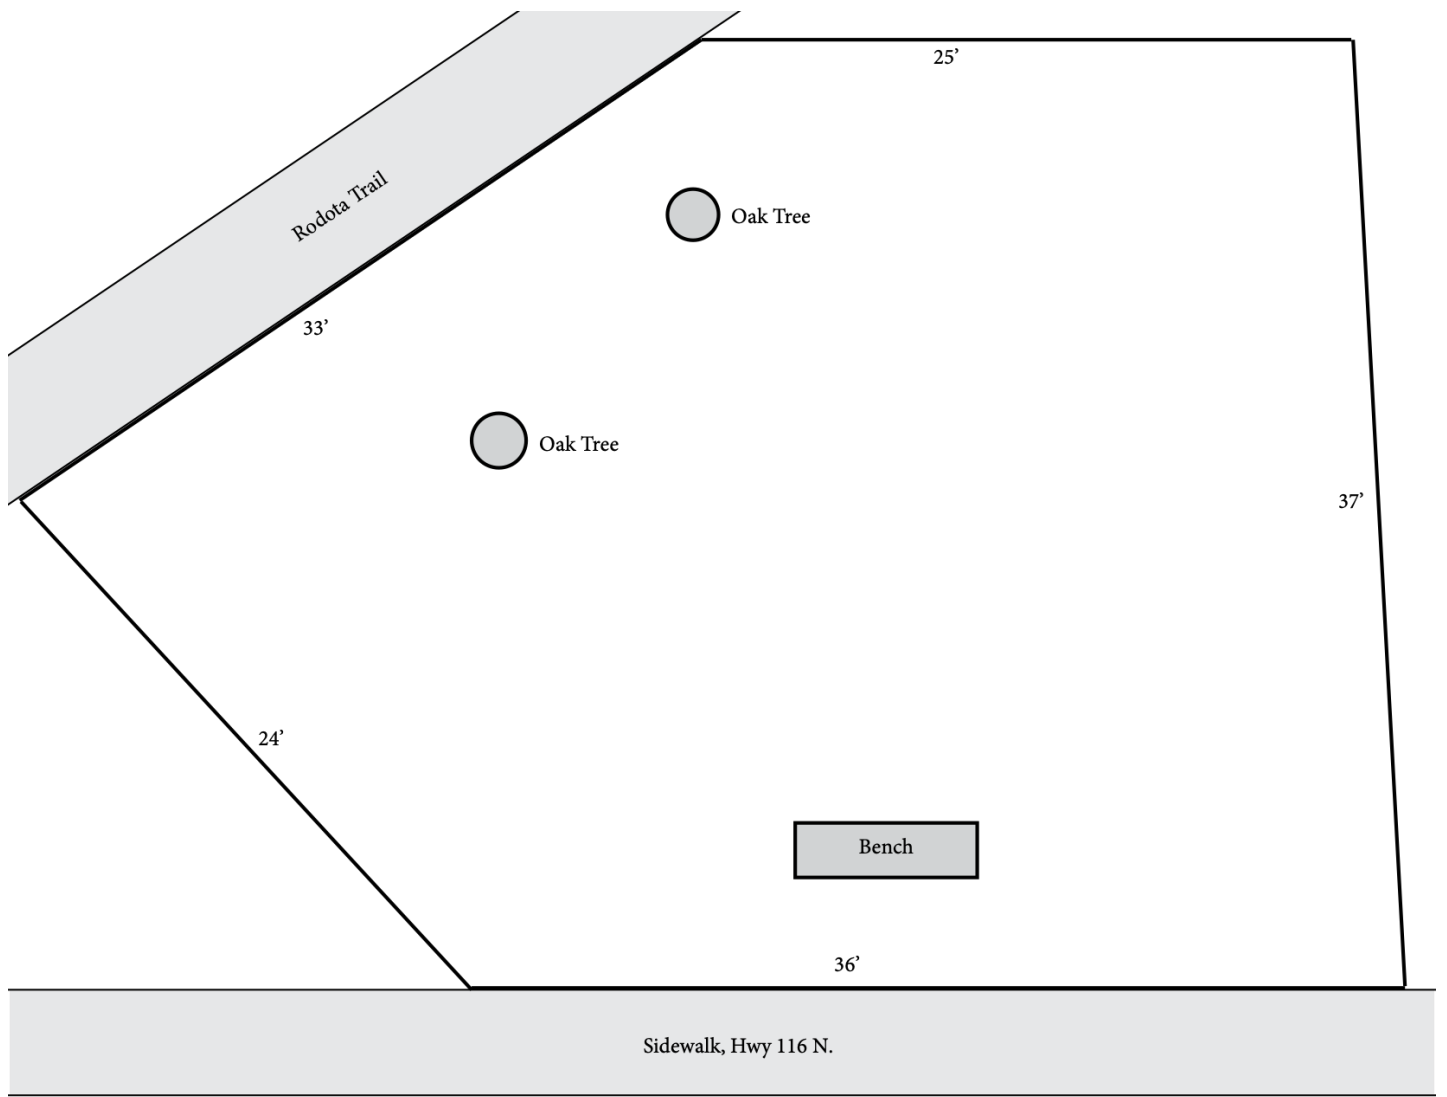 25’
Rodota Trail
Oak Tree
33’
Oak Tree
37’
24’
Bench
36’
Sidewalk, Hwy 116 N.